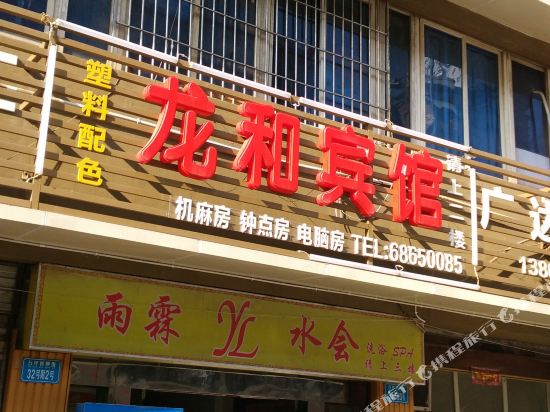 塑料配色
龙和宾馆
请上二楼
机麻房 钟点房 电脑房 TEL:68650085
广达
138
雨霖 YL 水会
洗浴 SPA
请上三楼
32号附2号
携程旅行